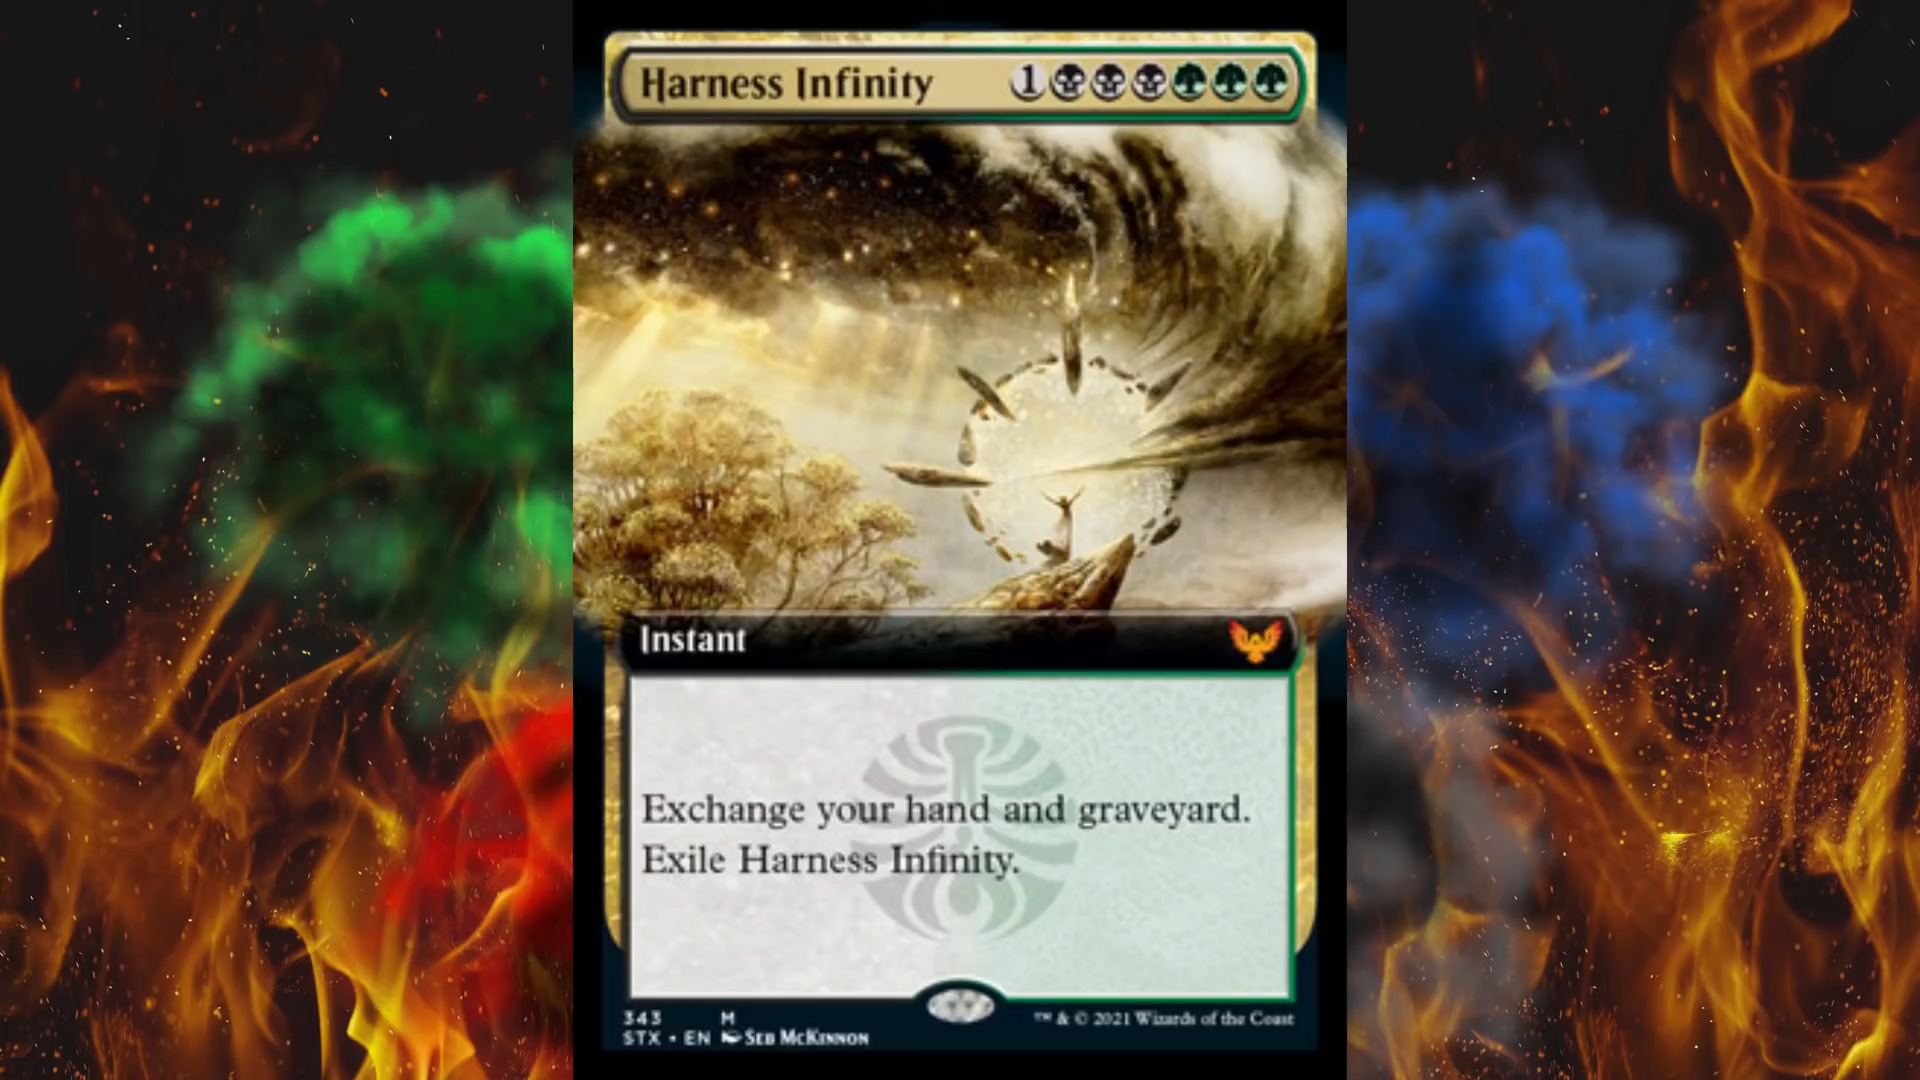 Harness Infinity 1
Instant
Exchange your hand and graveyard.
Exile Harness Infinity.
343 M
STX • EN Seb McKinnon
™ & © 2021 Wizards of the Coast